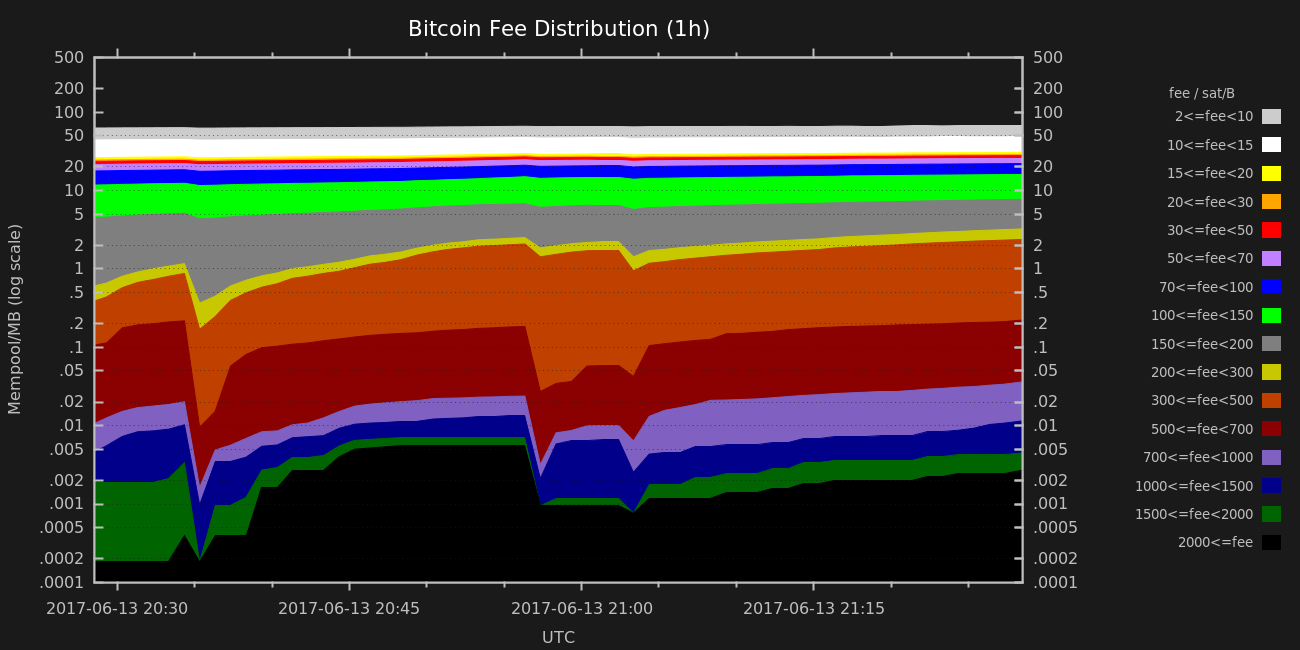 Bitcoin Fee Distribution (1h)
Mempool/MB (log scale)
500
200
100
50
20
10
5
2
1
.5
.2
.1
.05
.02
.01
.005
.002
.001
.0005
.0002
.0001
500
200
100
50
20
10
5
2
1
.5
.2
.1
.05
.02
.01
.005
.002
.001
.0005
.0002
.0001
fee / sat/B
2<=fee<10
10<=fee<15
15<=fee<20
20<=fee<30
30<=fee<50
50<=fee<70
70<=fee<100
100<=fee<150
150<=fee<200
200<=fee<300
300<=fee<500
500<=fee<700
700<=fee<1000
1000<=fee<1500
1500<=fee<2000
2000<=fee
2017-06-13 20:30 2017-06-13 20:45 2017-06-13 21:00 2017-06-13 21:15
UTC